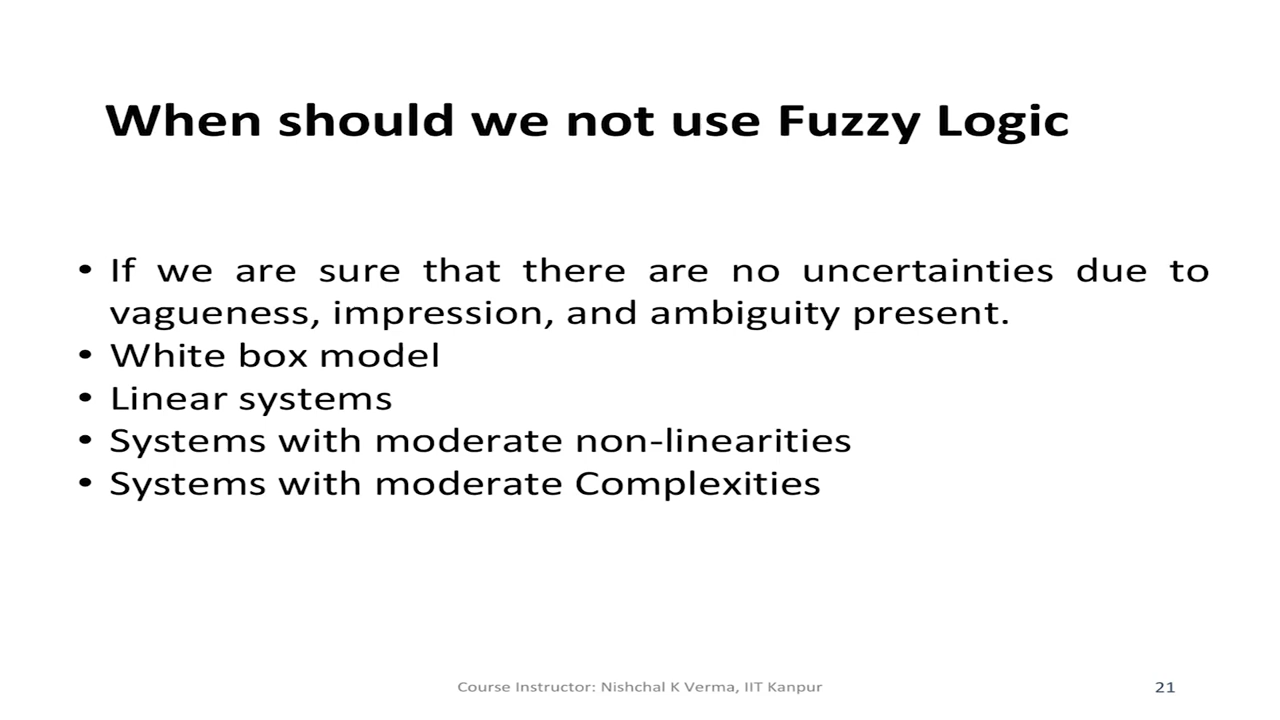 When should we not use Fuzzy Logic
• If we are sure that there are no uncertainties due to
vagueness, impression, and ambiguity present.
• White box model
• Linear systems
• Systems with moderate non-linearities
• Systems with moderate Complexities
Course Instructor: Nishchal K Verma, IIT Kanpur
21